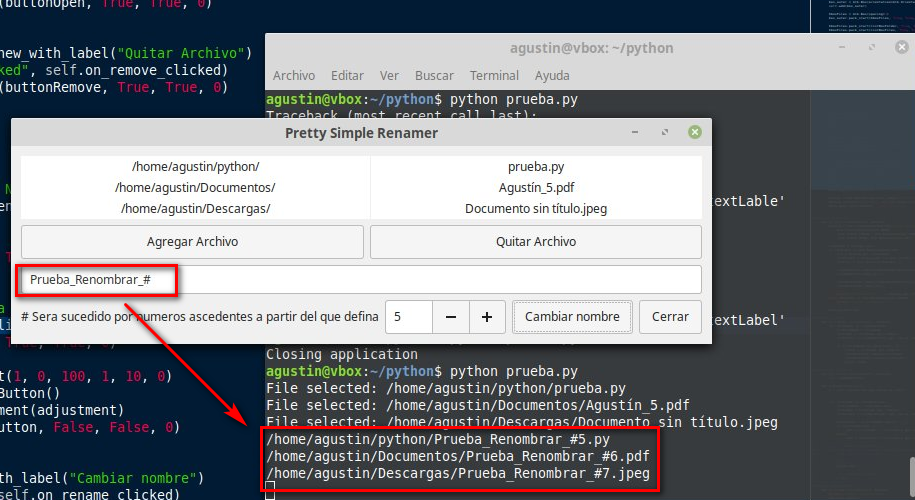 (buttonOpen, True, True, 0)
new_with_label("Quitar Archivo")
ked", self.on_remove_clicked)
(buttonRemove, True, True, 0)
agustin@vbox: ~/python
Archivo Editar Ver Buscar Terminal Ayuda
agustin@vbox:~/python$ python prueba.py
Traceback (most recent call last):
Pretty Simple Renamer
/home/agustin/python/ prueba.py
/home/agustin/Documentos/ Agustín_5.pdf
/home/agustin/Descargas/ Documento sin título.jpeg
extLable'
Agregar Archivo Quitar Archivo
Prueba_Renombrar_#
# Sera sucedido por numeros ascedentes a partir del que defina 5 − + Cambiar nombre Cerrar
extLabel'
Closing application
agustin@vbox:~/python$ python prueba.py
File selected: /home/agustin/python/prueba.py
File selected: /home/agustin/Documentos/Agustín_5.pdf
File selected: /home/agustin/Descargas/Documento sin título.jpeg
/home/agustin/python/Prueba_Renombrar_#5.py
/home/agustin/Documentos/Prueba_Renombrar_#6.pdf
/home/agustin/Descargas/Prueba_Renombrar_#7.jpeg
t(1, 0, 100, 1, 10, 0)
Button()
ment(adjustment)
utton, False, False, 0)
th_label("Cambiar nombre")
self.on_rename_clicked)